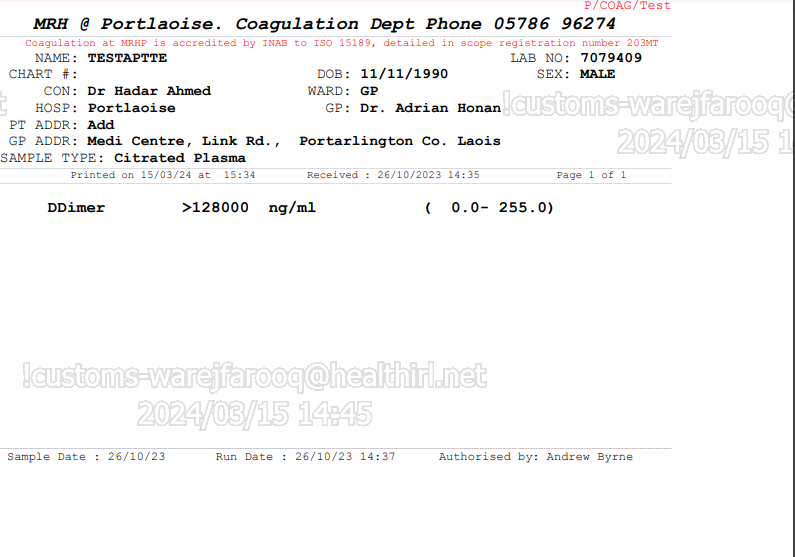 P/COAG/Test
MRH @ Portlaoise. Coagulation Dept Phone 05786 96274
Coagulation at MRHP is accredited by INAB to ISO 15189, detailed in scope registration number 203MT
NAME: TESTAPTTE LAB NO: 7079409
CHART #: DOB: 11/11/1990 SEX: MALE
CON: Dr Hadar Ahmed WARD: GP
HOSP: Portlaoise GP: Dr. Adrian Honan
!customs-warejfarooq@
PT ADDR: Add
GP ADDR: Medi Centre, Link Rd., Portarlington Co. Laois
2024/03/15 1
SAMPLE TYPE: Citrated Plasma
Printed on 15/03/24 at 15:34 Received : 26/10/2023 14:35 Page 1 of 1
DDimer >128000 ng/ml ( 0.0- 255.0)
!customs-warejfarooq@healthirl.net
2024/03/15 14:45
Sample Date : 26/10/23 Run Date : 26/10/23 14:37 Authorised by: Andrew Byrne